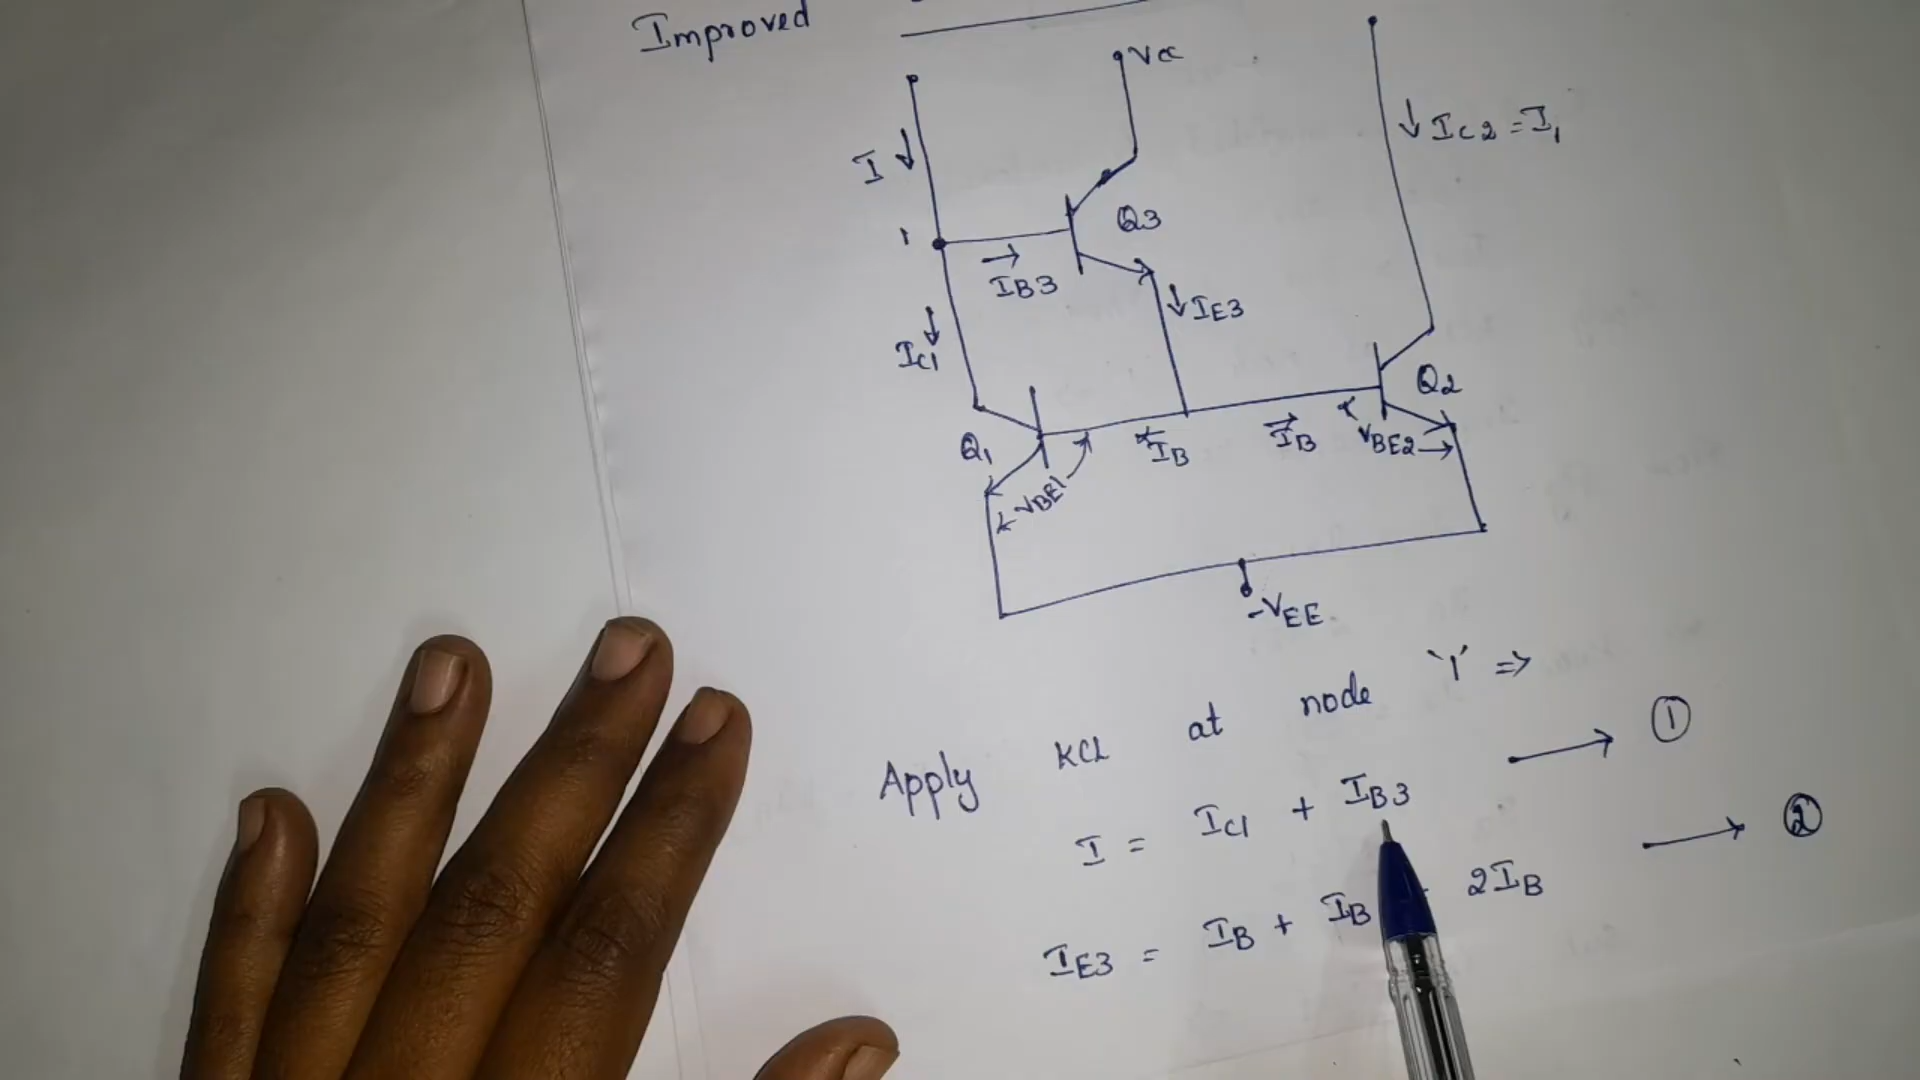 Improved
VCC
I
IC2 = I1
1
Q3
IB3
IE3
IC1
Q2
Q1
IB
IB
VBE2
VBE1
-VEE
Apply KCL at node '1' ⇒
I = IC1 + IB3 → ①
IE3 = IB + IB 2IB → ②